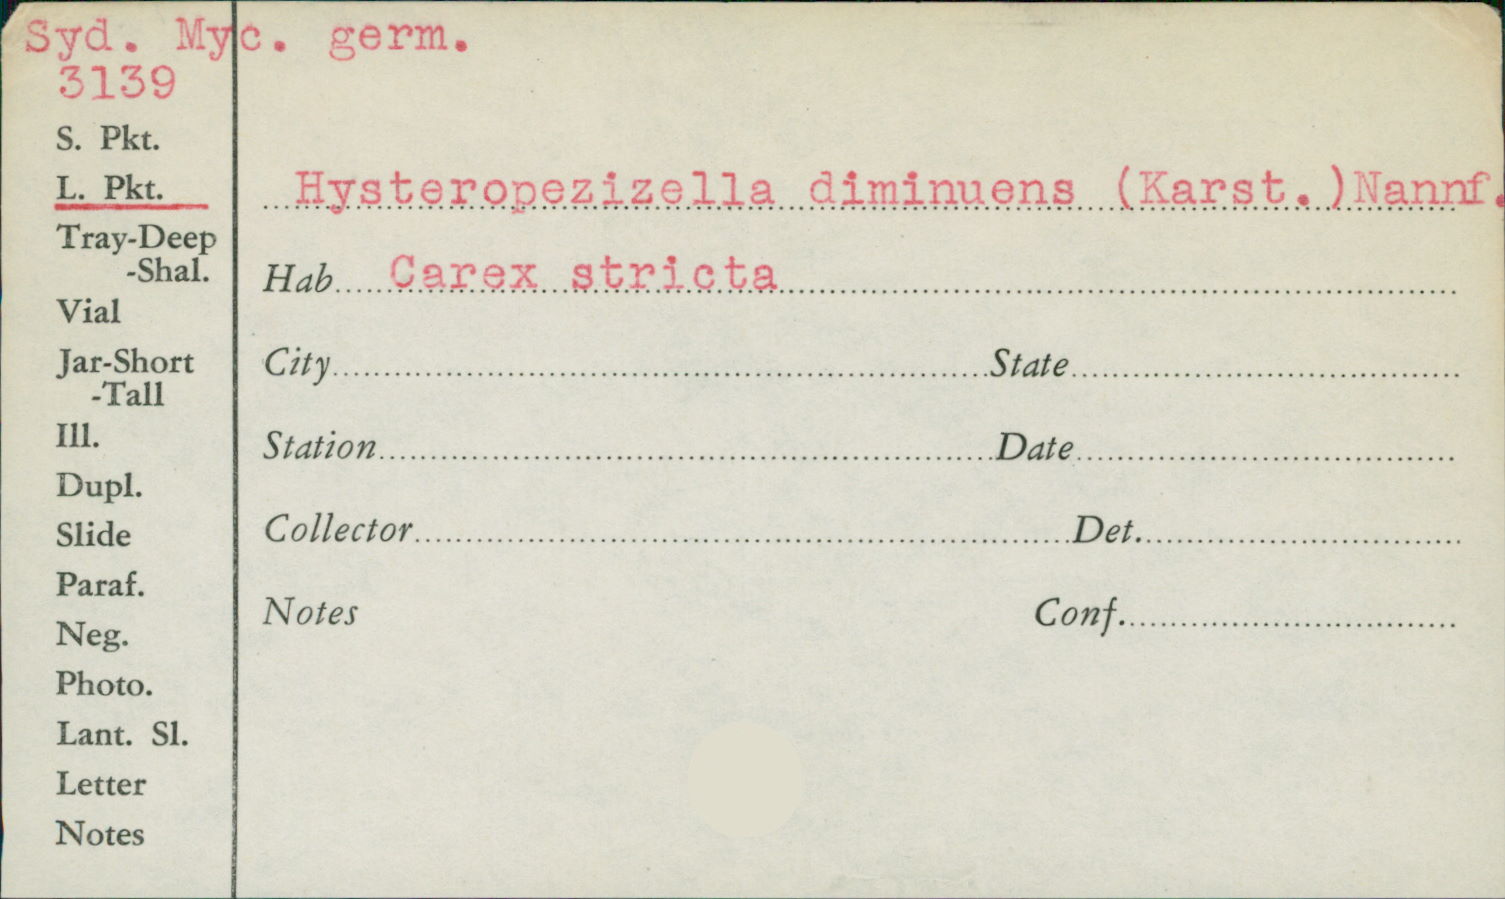 Syd. Myc. germ.
3139
S. Pkt.
L. Pkt.
Tray-Deep
-Shal.
Vial
Jar-Short
-Tall
Ill.
Dupl.
Slide
Paraf.
Neg.
Photo.
Lant. Sl.
Letter
Notes
Hysteropezizella diminuens (Karst.)Nannf.
Hab. Carex stricta
City State
Station Date
Collector Det.
Notes Conf.